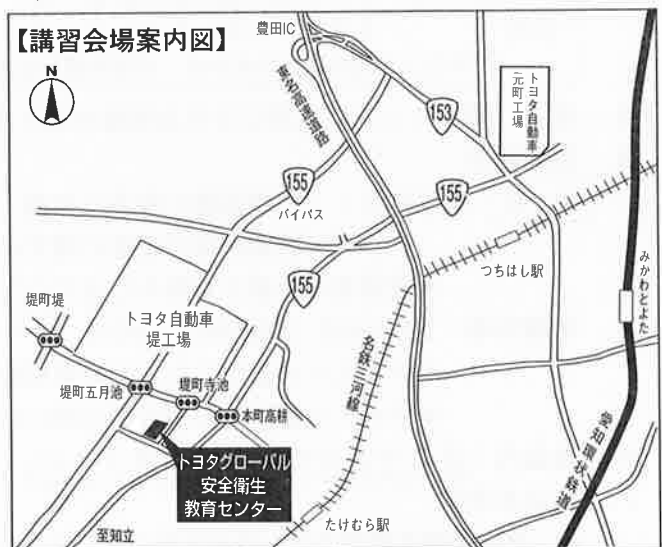 【講習会場案内図】
豊田IC
N
東名高速道路
153
トヨタ自動車
元町工場
155
バイパス
155
155
つちはし駅
みかわとよた
堤町堤
トヨタ自動車
堤工場
名鉄三河線
堤町五月池
堤町寺池
本町高根
愛知環状鉄道
トヨタグローバル
安全衛生
教育センター
至知立
たけむら駅